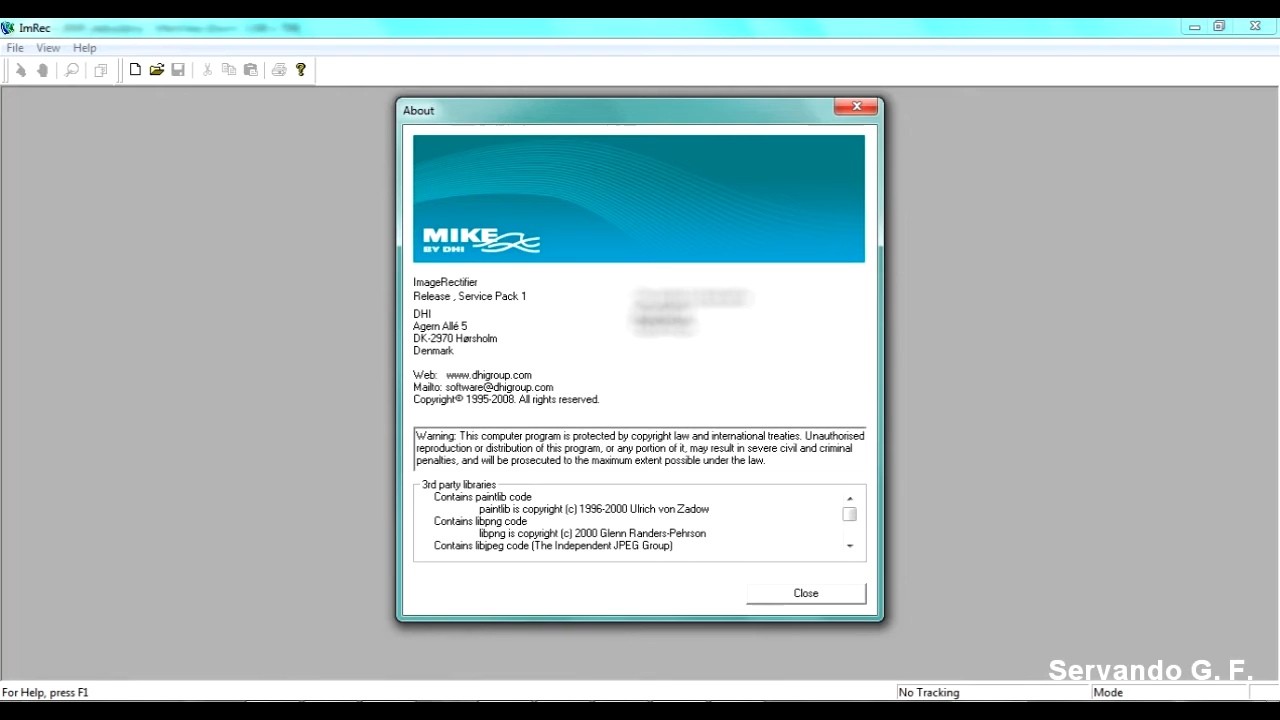 ImRec
File View Help
About
MIKE
BY DHI
ImageRectifier
Release , Service Pack 1
DHI
Agern Allé 5
DK-2970 Hørsholm
Denmark
Web: www.dhigroup.com
Mailto: software@dhigroup.com
Copyright© 1995-2008. All rights reserved.
Warning: This computer program is protected by copyright law and international treaties. Unauthorised
reproduction or distribution of this program, or any portion of it, may result in severe civil and criminal
penalties, and will be prosecuted to the maximum extent possible under the law.
3rd party libraries
Contains paintlib code
paintlib is copyright (c) 1996-2000 Ulrich von Zadow
Contains libpng code
libpng is copyright (c) 2000 Glenn Randers-Pehrson
Contains libjpeg code (The Independent JPEG Group)
Close
Servando G. F.
For Help, press F1 No Tracking Mode